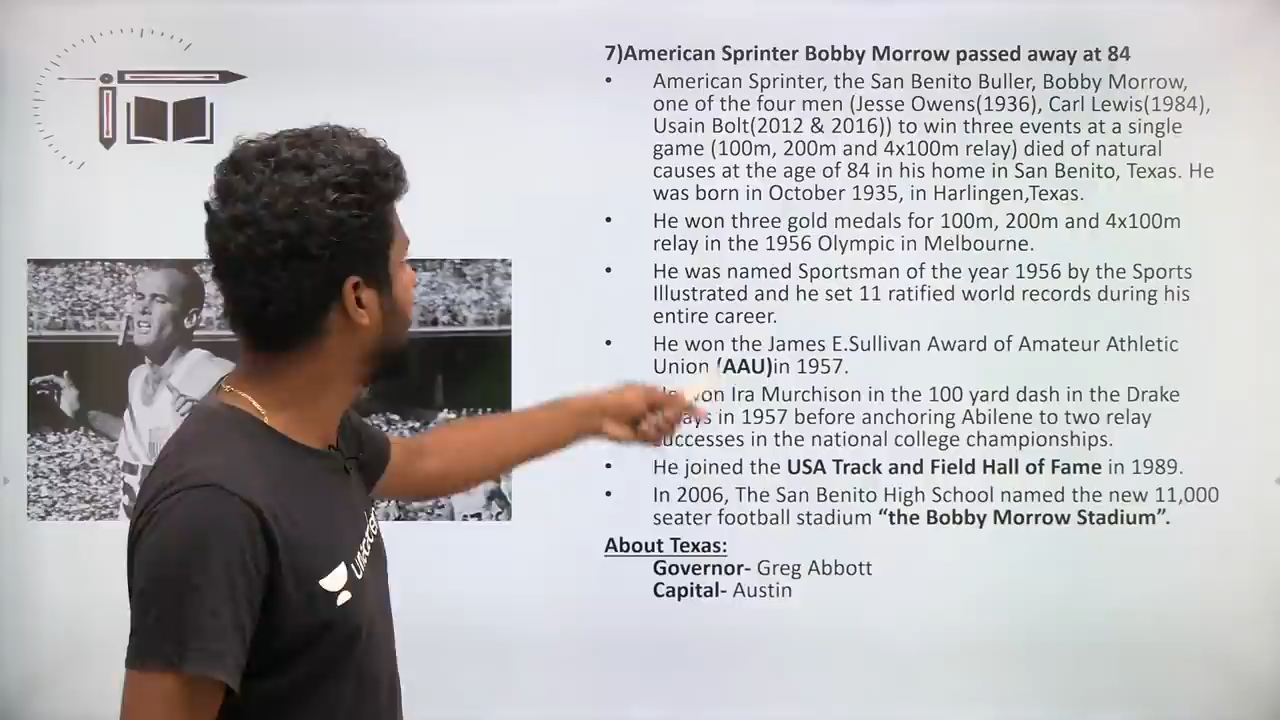 7)American Sprinter Bobby Morrow passed away at 84
• American Sprinter, the San Benito Buller, Bobby Morrow,
one of the four men (Jesse Owens(1936), Carl Lewis(1984),
Usain Bolt(2012 & 2016)) to win three events at a single
game (100m, 200m and 4x100m relay) died of natural
causes at the age of 84 in his home in San Benito, Texas. He
was born in October 1935, in Harlingen,Texas.
• He won three gold medals for 100m, 200m and 4x100m
relay in the 1956 Olympic in Melbourne.
• He was named Sportsman of the year 1956 by the Sports
Illustrated and he set 11 ratified world records during his
entire career.
• He won the James E.Sullivan Award of Amateur Athletic
Union (AAU)in 1957.
• Ira Murchison in the 100 yard dash in the Drake
in 1957 before anchoring Abilene to two relay
successes in the national college championships.
• He joined the USA Track and Field Hall of Fame in 1989.
• In 2006, The San Benito High School named the new 11,000
seater football stadium “the Bobby Morrow Stadium”.
About Texas:
Governor- Greg Abbott
Capital- Austin